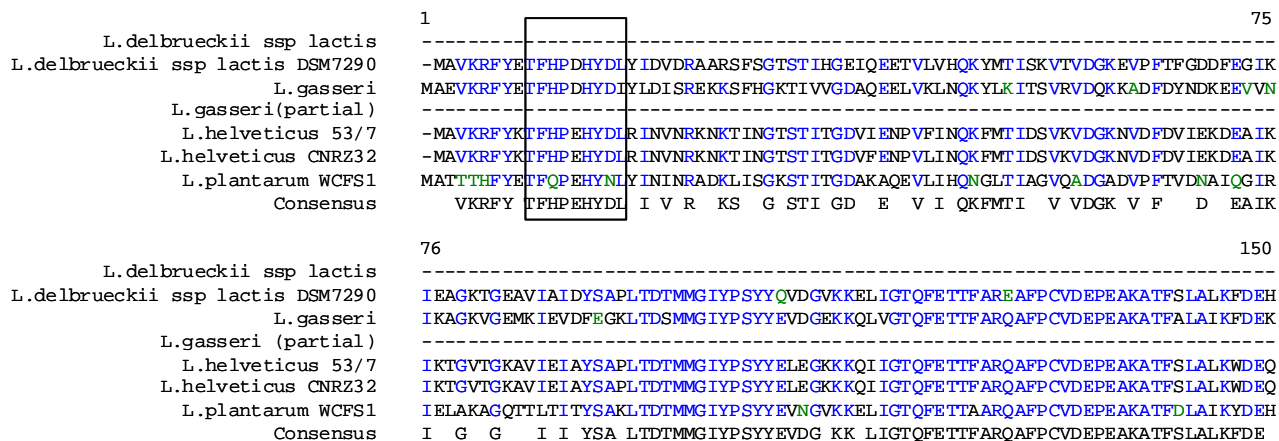 1 75
L.delbrueckii ssp lactis ---------------------------------------------------------------------------
L.delbrueckii ssp lactis DSM7290 -MAVKRFYETFHPDHYDLYIDVDRAARSFSGTSTIHGEIQEETVLVHQKYMTISKVTVDGKEVPFTFGDDFEGIK
L.gasseri MAEVKRFYETFHPEHYDIYLDISREKKSFHGKTTIVVGDAQEELVKLNQKYLKITSVRVDQKKADFDYNDKEEVVN
L.gasseri(partial) ---------------------------------------------------------------------------
L.helveticus 53/7 -MAVKRFYKTFHPEHYDLRINVNRKNKTINGTSTITGDVIENPVFINQKFMTIDSVKVDGKNVDFDVIEKDEAIK
L.helveticus CNRZ32 -MAVKRFYKTFHPEHYDLRINVNRKNKTINGTSTITGDVFENPVLINQKFMTIDSVKVDGKNVDFDVIEKDEAIK
L.plantarum WCFS1 MATTTHFYETFQPEHYNLYININRADKLISGKSTITGDAKAQEVLIHQNGLTIAGVQADGADVPFTVDNAIQGIR
Consensus VKRFY TFHPEHYDL I V R KS G STI GD E V I QKFMTI V VDGK V F D EAIK
76 150
L.delbrueckii ssp lactis ---------------------------------------------------------------------------
L.delbrueckii ssp lactis DSM7290 IEAGKTGEAVIAIDYSAPLTDTMMGIYPSYYQVDGVKKELIGTQFETTFAREAFPCVDEPEAKATFSLALKFDEH
L.gasseri IKAGKVGEMKIEVDFEGKLTDSMMGIYPSYYEVDGEKKQLVGTQFETTFARQAFPCVDEPEAKATFALAIKFDEK
L.gasseri (partial) ---------------------------------------------------------------------------
L.helveticus 53/7 IKTGVTGKAVIEIAYSAPLTDTMMGIYPSYYELEGKKKQIIGTQFETTFARQAFPCVDEPEAKATFSLALKWDEQ
L.helveticus CNRZ32 IKTGVTGKAVIEIAYSAPLTDTMMGIYPSYYELEGKKKQIIGTQFETTFARQAFPCVDEPEAKATFSLALKWDEQ
L.plantarum WCFS1 IELAKAGQTTLTITYSAKLTDTMMGIYPSYYEVNGVKKELIGTQFETTAARQAFPCVDEPEAKATFDLAIKYDEH
Consensus I G G I I YSA LTDTMMGIYPSYYEVDG KK LIGTQFETTFARQAFPCVDEPEAKATFSLALKFDE